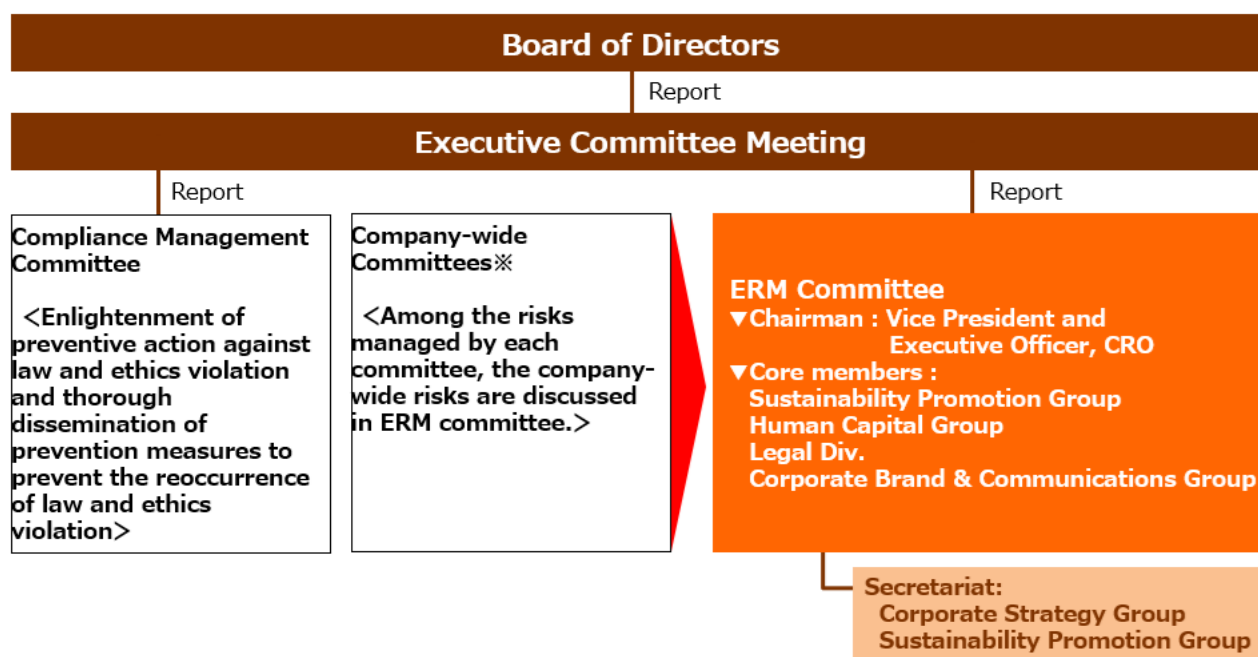 Board of Directors
Report
Executive Committee Meeting
Report
Report
Compliance Management
Committee
<Enlightenment of
preventive action against
law and ethics violation
and thorough
dissemination of
prevention measures to
prevent the reoccurrence
of law and ethics
violation>
Company-wide
Committees※
<Among the risks
managed by each
committee, the company-
wide risks are discussed
in ERM committee.>
ERM Committee
▼Chairman : Vice President and
Executive Officer, CRO
▼Core members :
Sustainability Promotion Group
Human Capital Group
Legal Div.
Corporate Brand & Communications Group
Secretariat:
Corporate Strategy Group
Sustainability Promotion Group